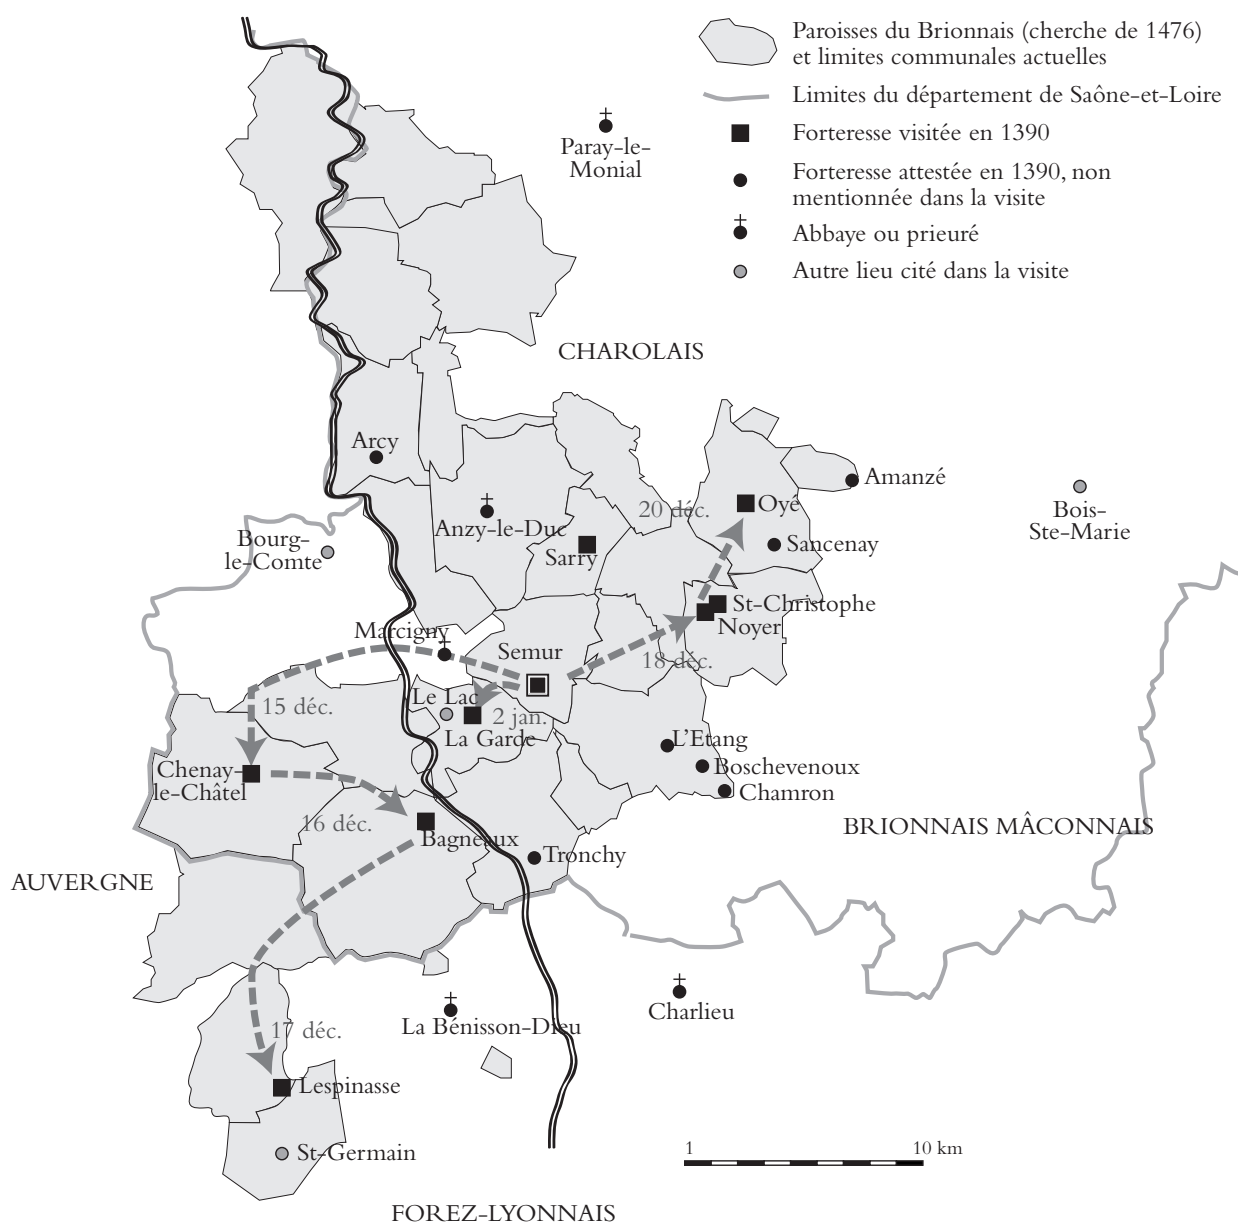 Paroisses du Brionnais (cherche de 1476)
et limites communales actuelles
Limites du département de Saône-et-Loire
Forteresse visitée en 1390
Forteresse attestée en 1390, non
mentionnée dans la visite
Abbaye ou prieuré
Autre lieu cité dans la visite
Paray-le-
Monial
CHAROLAIS
Arcy
Amanzé
20 déc.
Oyé
Bois-
Ste-Marie
Anzy-le-Duc
Bourg-
le-Comte
Sarry
Sancenay
St-Christophe
Noyer
Marcigny
Semur
18 déc.
Le Lac
15 déc.
2 jan.
La Garde
L'Etang
Chenay-
le-Châtel
Boschevenoux
Chamron
16 déc.
Bagneaux
BRIONNAIS MÂCONNAIS
Tronchy
AUVERGNE
Charlieu
La Bénisson-Dieu
17 déc.
Lespinasse
St-Germain
1 10 km
FOREZ-LYONNAIS